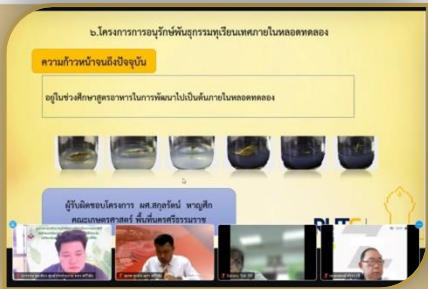 ๖.โครงการการอนุรักษ์พันธุกรรมทุเรียนเทศภายในหลอดทดลอง
ความก้าวหน้าจนถึงปัจจุบัน
อยู่ในช่วงศึกษาสูตรอาหารในการพัฒนาไปเป็นต้นภายในหลอดทดลอง
ผู้รับผิดชอบโครงการ ผศ.สกุลรัตน์ หาญศึก
คณะเกษตรศาสตร์ พื้นที่นครศรีธรรมราช